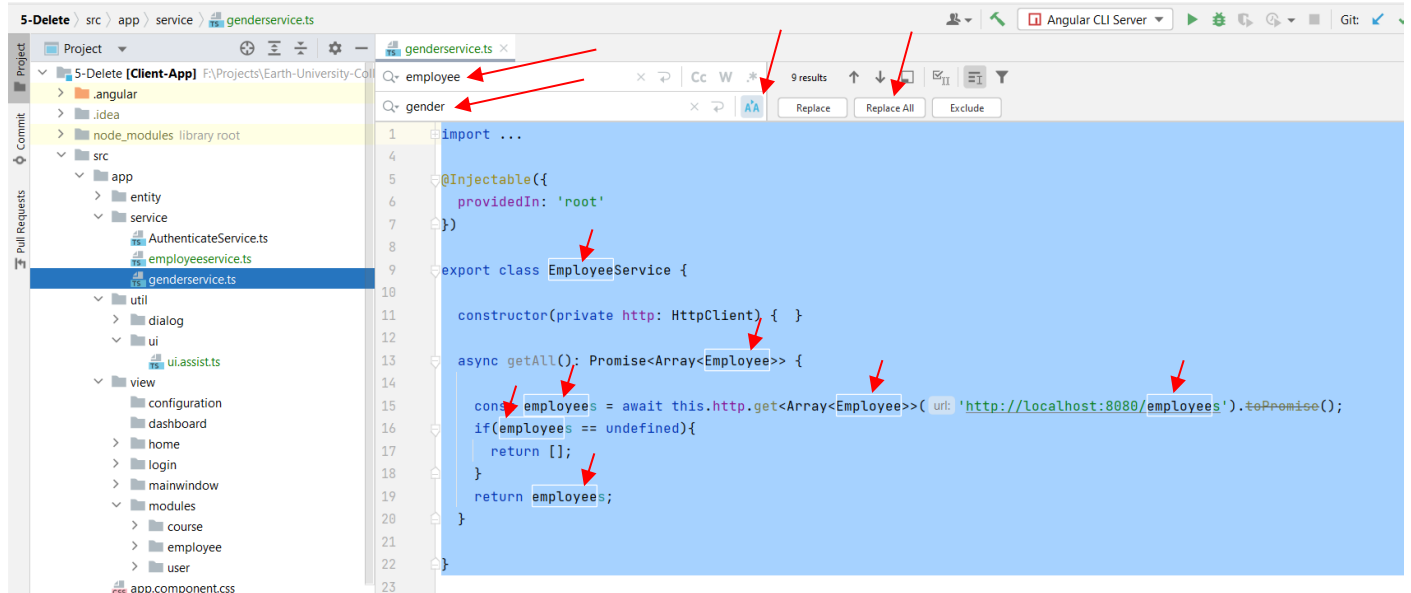 5-Delete 〉 src 〉 app 〉 service 〉 genderservice.ts
Angular CLI Server
Git:
Project
genderservice.ts
5-Delete [Client-App] F:\Projects\Earth-University-Coll
.angular
.idea
node_modules library root
src
app
entity
service
AuthenticateService.ts
employeeservice.ts
genderservice.ts
util
dialog
ui
ui.assist.ts
view
configuration
dashboard
home
login
mainwindow
modules
course
employee
user
app.component.css
Project
Commit
Pull Requests
employee
Cc W .* 9 results
gender
Replace Replace All Exclude
1 import ...
4
5 @Injectable({
6 providedIn: 'root'
7 })
8
9 export class EmployeeService {
10
11 constructor(private http: HttpClient) { }
12
13 async getAll(): Promise<Array<Employee>> {
14
15 const employees = await this.http.get<Array<Employee>>( url: 'http://localhost:8080/employees').toPromise();
16 if(employees == undefined){
17 return [];
18 }
19 return employees;
20 }
21
22 }
23